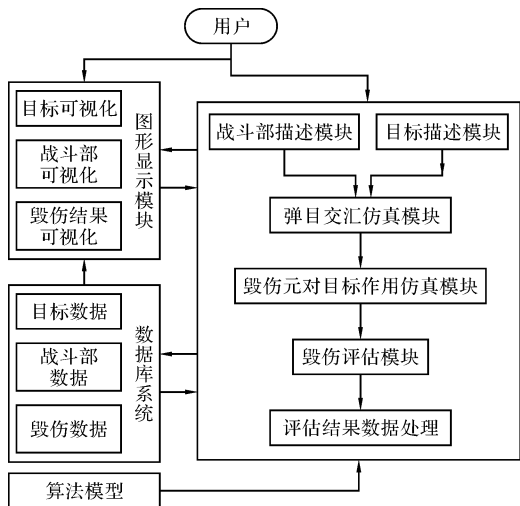 用户
目标可视化
战斗部
可视化
毁伤结果
可视化
图形显示模块
目标数据
战斗部
数据
毁伤数据
数据库系统
算法模型
战斗部描述模块
目标描述模块
弹目交汇仿真模块
毁伤元对目标作用仿真模块
毁伤评估模块
评估结果数据处理